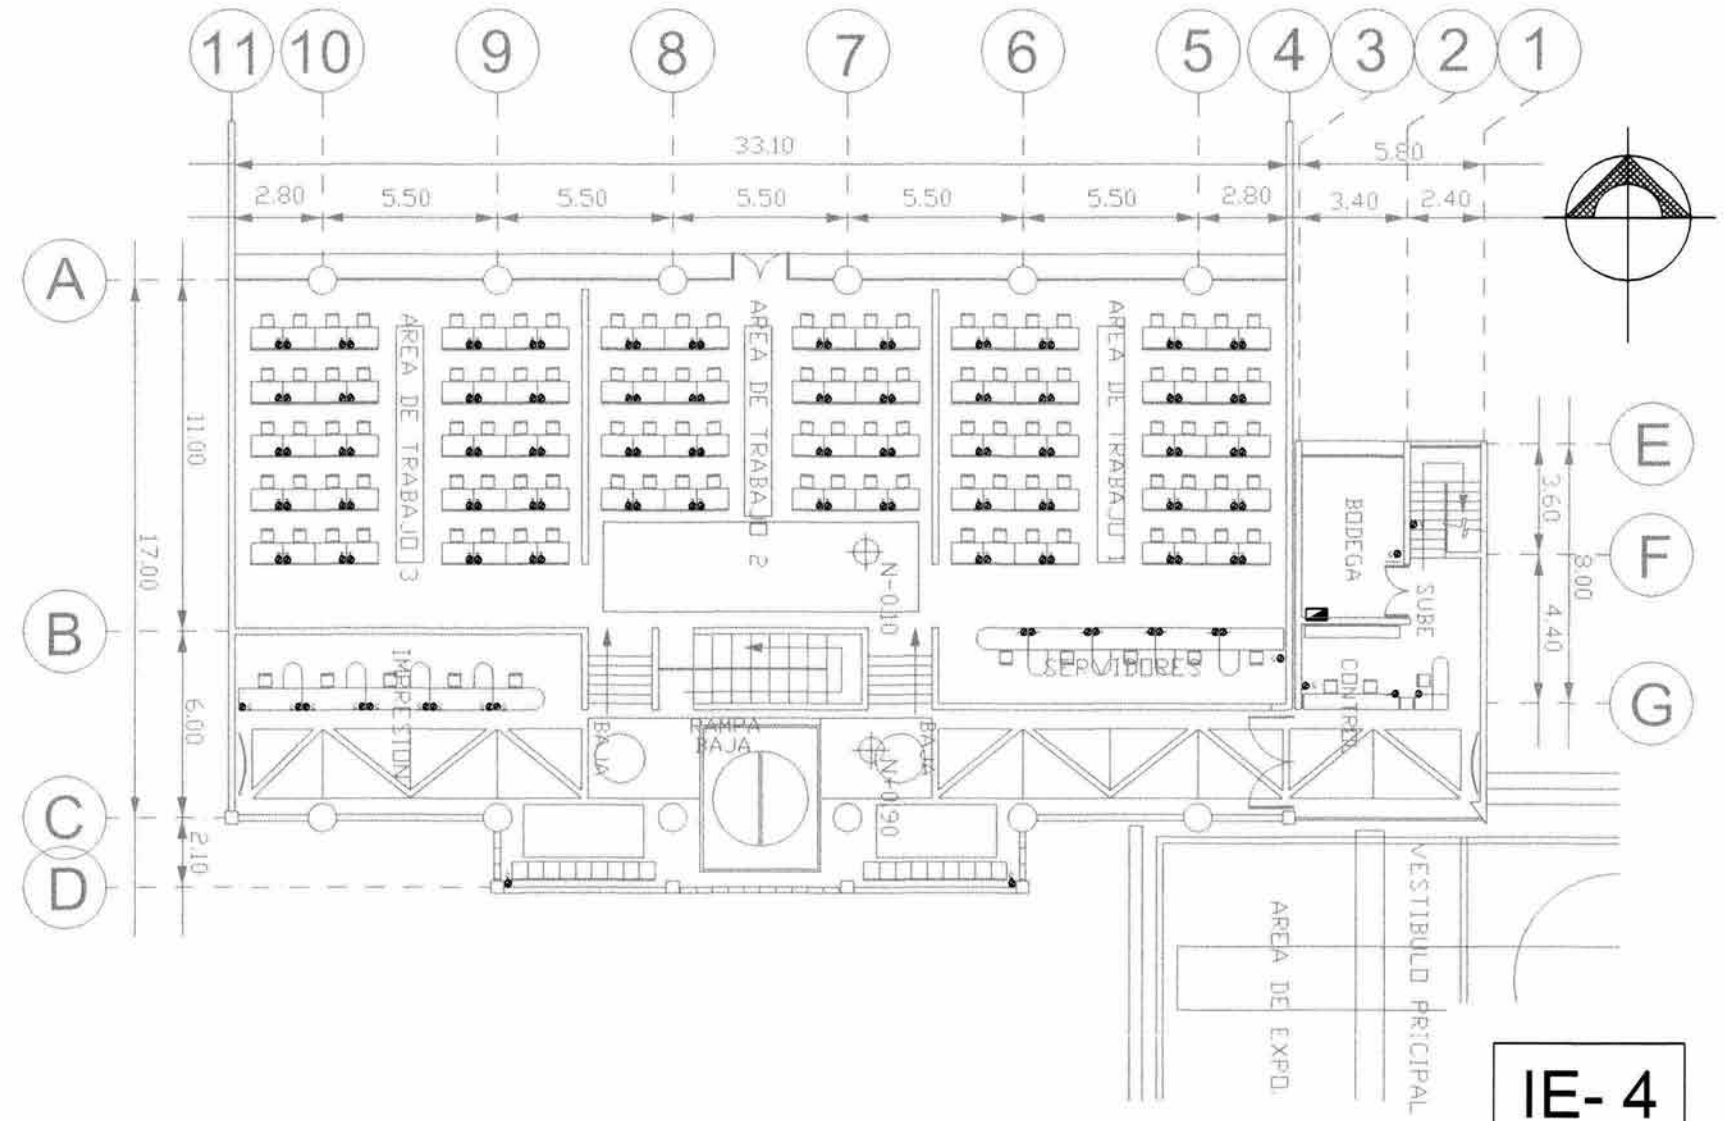 11 10 9 8 7 6 5 4 3 2 1
33.10
5.80
2.80 5.50 5.50 5.50 5.50 5.50 2.80 3.40 2.40
A
B
C
D
E
F
G
17.00
11.00
6.00
2.10
3.60
4.40
8.00
AREA DE TRABAJO 3
AREA DE TRABAJO 2
AREA DE TRABAJO 1
N-0.10
BODEGA
SUBE
CONTROL
SERVIDORES
IMPRESION
BAJA
RAMPA
BAJA
BAJA
N+0.90
VESTIBULO PRICIPAL
AREA DE EXPO.
IE- 4